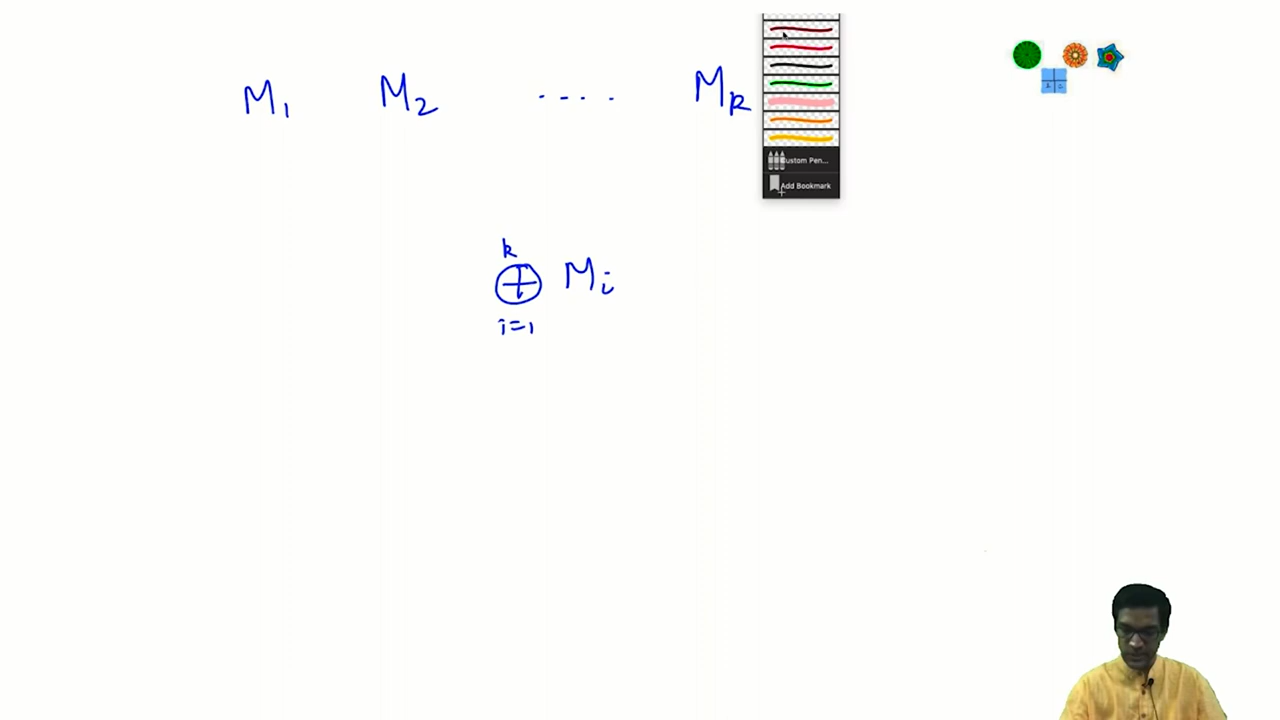 M₁ M₂ .... Mₖ
Custom Pen...
Add Bookmark
k
⊕ Mᵢ
i=1